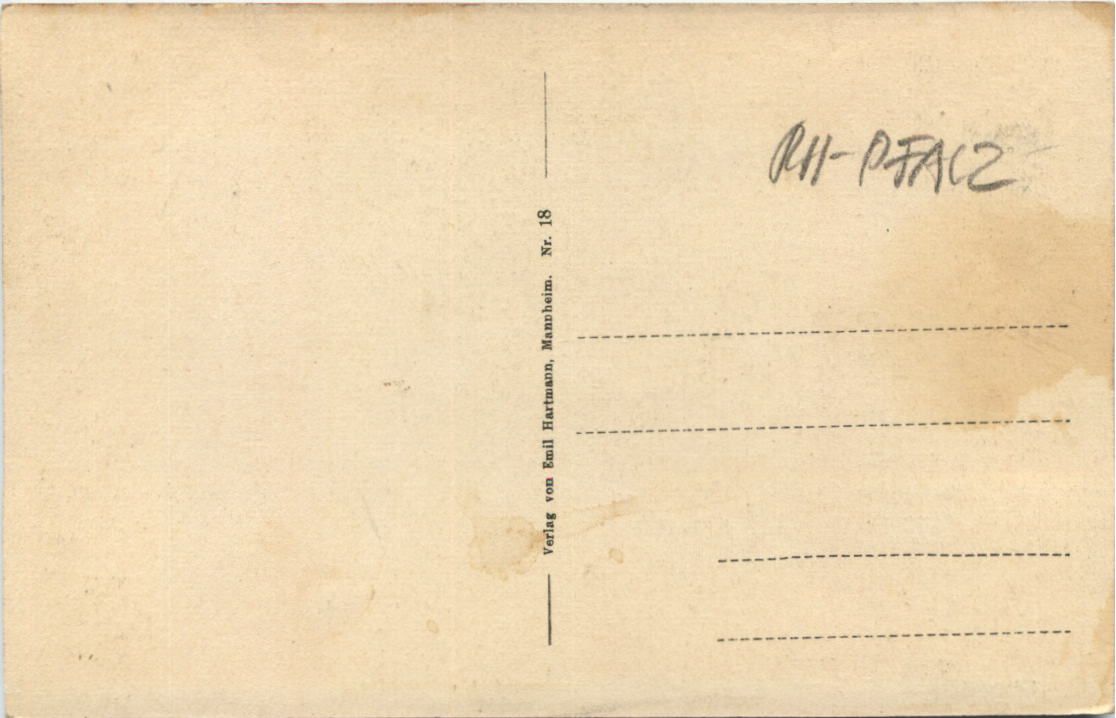 Verlag von Emil Hartmann, Mannheim. Nr. 18
RH-PFALZ